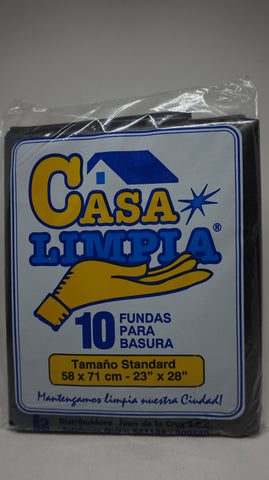 CASA
LIMPIA®
10 FUNDAS
PARA
BASURA
Tamaño Standard
58 x 71 cm - 23" x 28"
Mantengamos limpia nuestra Ciudad!
Distribuidora Juan de la Cruz S.C.C.